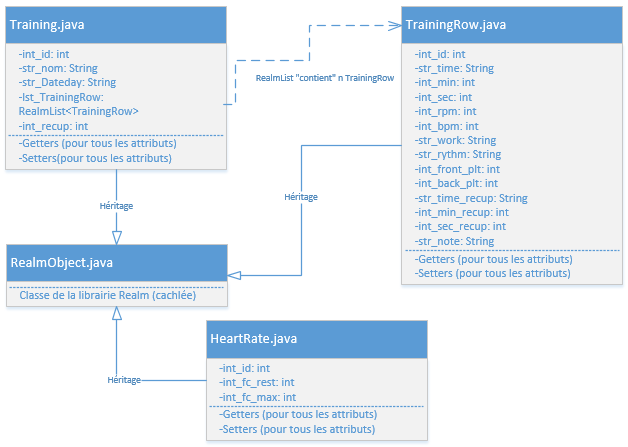 Training.java
-int_id: int
-str_nom: String
-str_Dateday: String
-lst_TrainingRow:
RealmList<TrainingRow>
-int_recup: int
-Getters (pour tous les attributs)
-Setters(pour tous les attributs)
RealmList "contient" n TrainingRow
TrainingRow.java
-int_id: int
-str_time: String
-int_min: int
-int_sec: int
-int_rpm: int
-int_bpm: int
-str_work: String
-str_rythm: String
-int_front_plt: int
-int_back_plt: int
-str_time_recup: String
-int_min_recup: int
-int_sec_recup: int
-str_note: String
-Getters (pour tous les attributs)
-Setters (pour tous les attributs)
Héritage
Héritage
RealmObject.java
Classe de la librairie Realm (cachlée)
Héritage
HeartRate.java
-int_id: int
-int_fc_rest: int
-int_fc_max: int
-Getters (pour tous les attributs)
-Setters (pour tous les attributs)